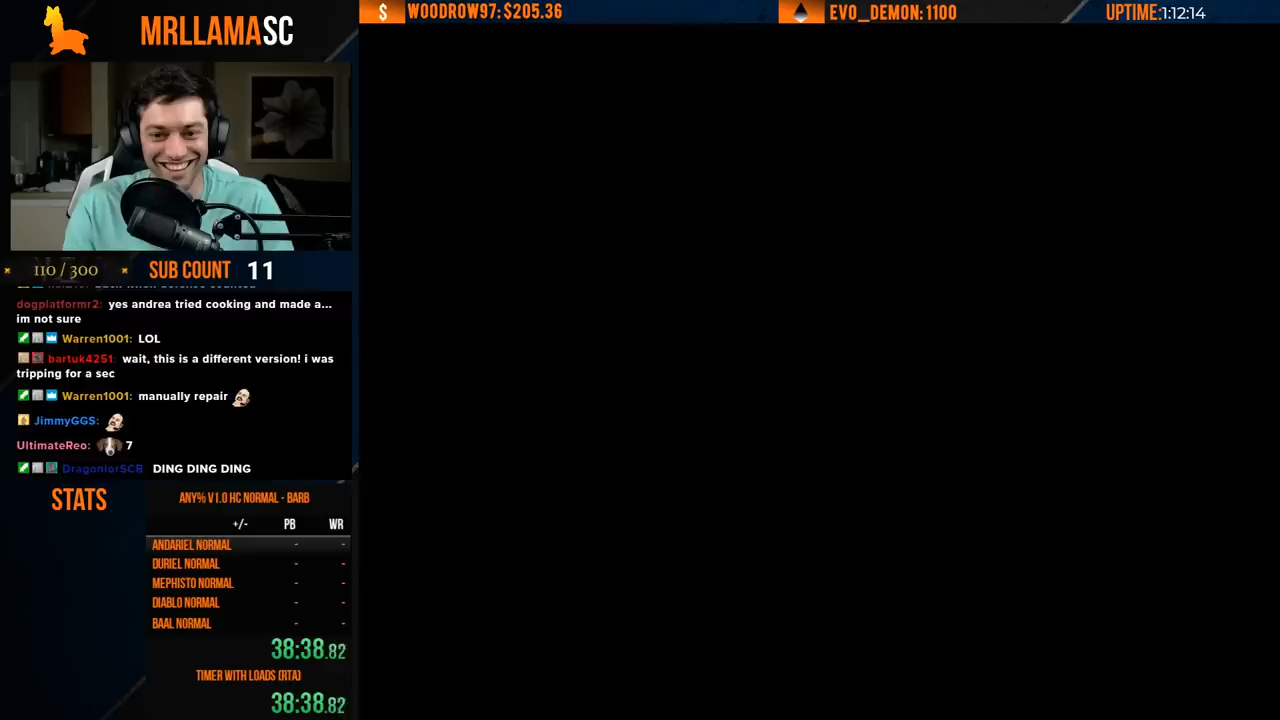 WOODROW97: $205.36
EVO_DEMON: 1100
UPTIME:1:12:14
MRLLAMASC
110 / 300
SUB COUNT 11
dogplatformr2: yes andrea tried cooking and made a...
im not sure
Warren1001: LOL
bartuk4251: wait, this is a different version! i was
tripping for a sec
Warren1001: manually repair
JimmyGGS:
UltimateReo: 7
DragoniorSCB DING DING DING
STATS
ANY% V1.0 HC NORMAL - BARB
+/- PB WR
ANDARIEL NORMAL - -
DURIEL NORMAL - -
MEPHISTO NORMAL - -
DIABLO NORMAL - -
BAAL NORMAL - -
38:38.82
TIMER WITH LOADS (RTA)
38:38.82